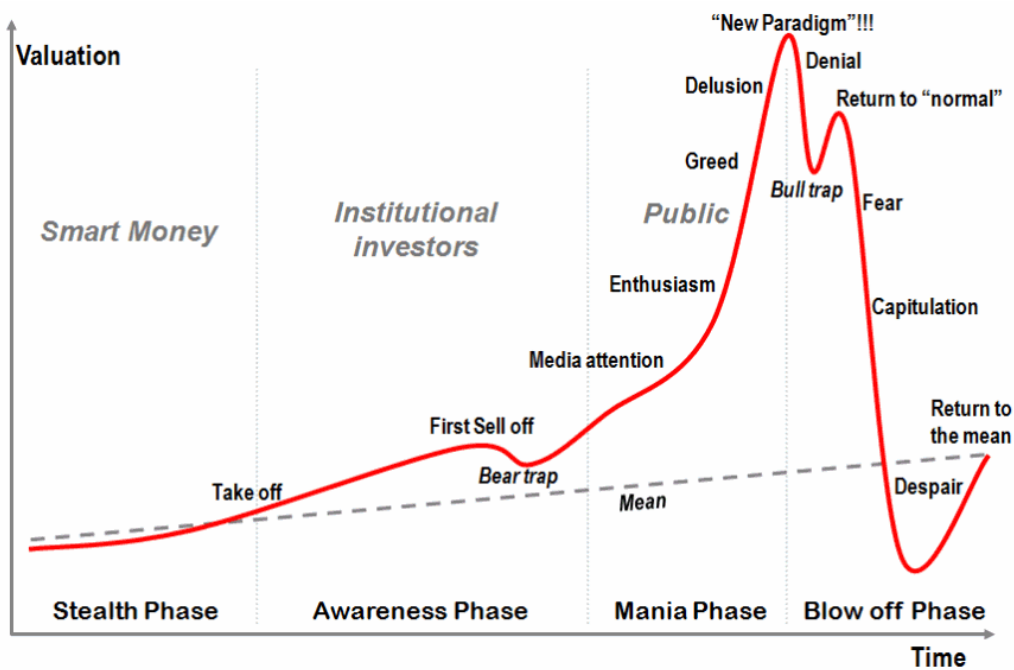 “New Paradigm”!!!
Valuation
Denial
Delusion
Return to “normal”
Greed
Bull trap
Smart Money
Institutional
investors
Public
Fear
Enthusiasm
Capitulation
Media attention
First Sell off
Return to
the mean
Bear trap
Take off
Mean
Despair
Stealth Phase
Awareness Phase
Mania Phase
Blow off Phase
Time